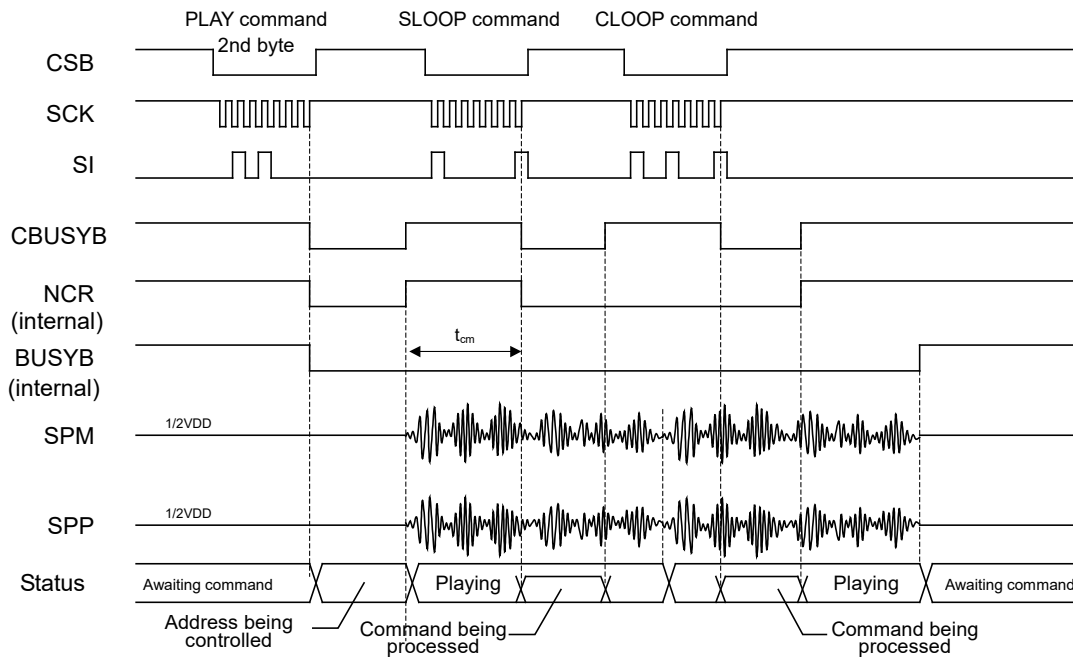 PLAY command
2nd byte
SLOOP command
CLOOP command
CSB
SCK
SI
CBUSYB
NCR
(internal)
tcm
BUSYB
(internal)
SPM
1/2VDD
SPP
1/2VDD
Status
Awaiting command
Playing
Playing
Awaiting command
Address being
controlled
Command being
processed
Command being
processed